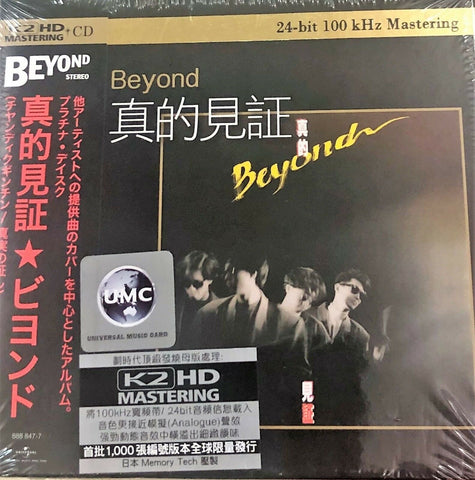 K2 HD
MASTERING +CD
24-bit 100 kHz Mastering
BEYOND
STEREO
他アーティストへの提供曲のカバーを中心としたアルバム。
プラチナ・ディスク
真的見証★ビヨンド
688 847-7
Beyond
真的見証
真的
Beyond
見証
UMC
UNIVERSAL MUSIC CARD
劃時代頂級發燒母版處理:
K2 HD
MASTERING
將100kHz寬頻帶/24bit音頻信息載入
音色更接近模擬(Analogue)聲效
強勁動態音效中橫溢出細緻韻味
首批1,000張編號版本全球限量發行
日本 Memory Tech 壓製